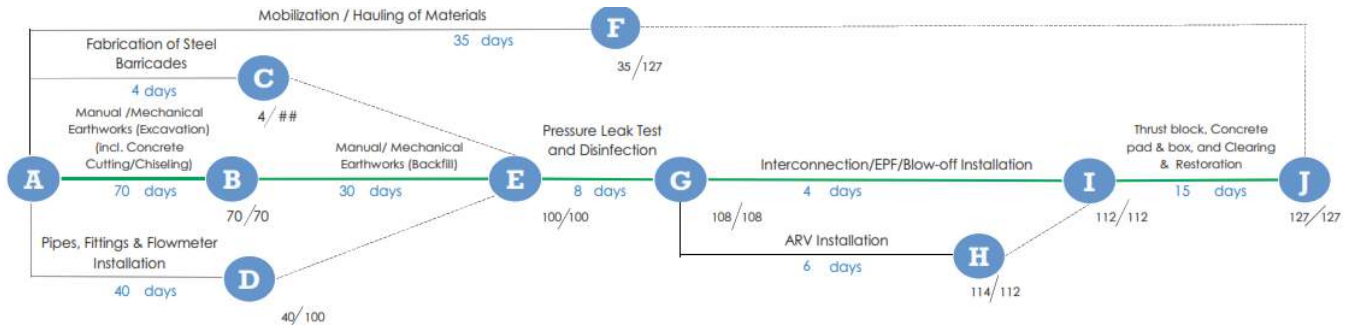 Mobilization / Hauling of Materials
35 days
F
35/127
Fabrication of Steel
Barricades
4 days
C
4/##
Manual /Mechanical
Earthworks (Excavation)
(incl. Concrete
Cutting/Chiseling)
A
70 days
B
70/70
Manual/ Mechanical
Earthworks (Backfill)
30 days
E
100/100
Pressure Leak Test
and Disinfection
8 days
G
108/108
Interconnection/EPF/Blow-off Installation
4 days
I
112/112
Thrust block, Concrete
pad & box, and Clearing
& Restoration
15 days
J
127/127
Pipes, Fittings & Flowmeter
Installation
40 days
D
40/100
ARV Installation
6 days
H
114/112